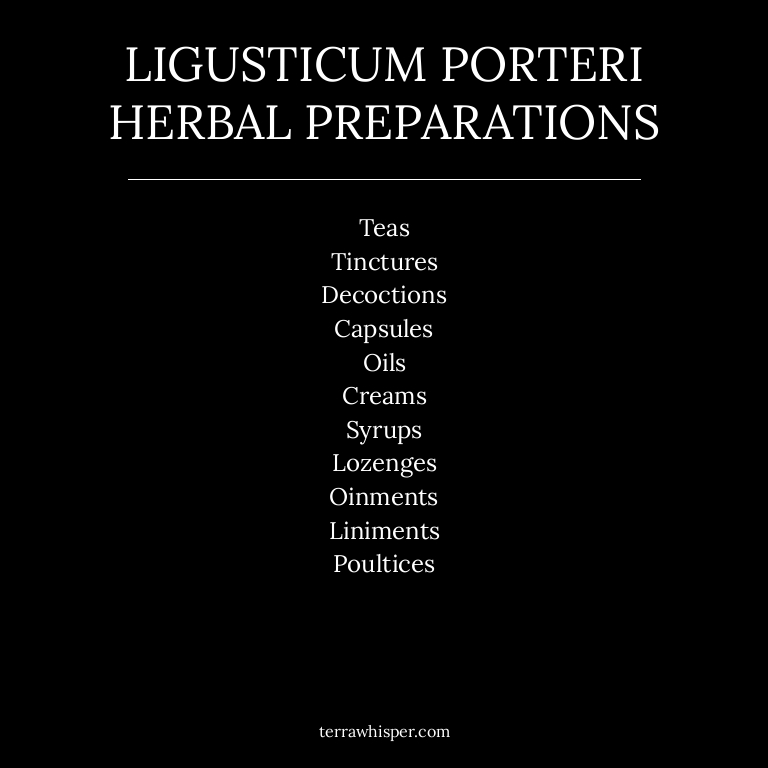 LIGUSTICUM PORTERI
HERBAL PREPARATIONS
Teas
Tinctures
Decoctions
Capsules
Oils
Creams
Syrups
Lozenges
Oinments
Liniments
Poultices
terrawhisper.com